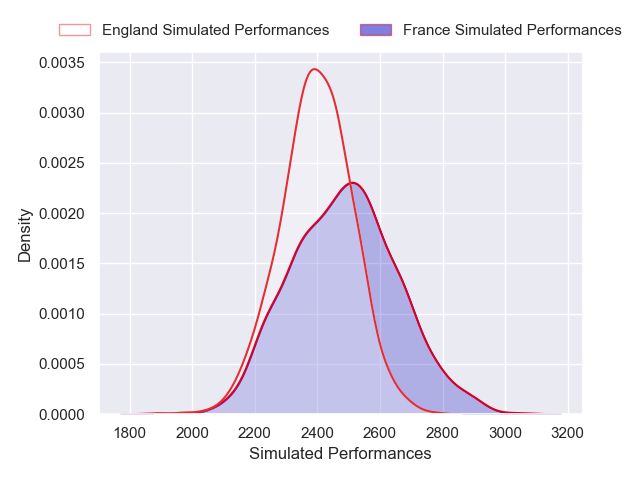 England Simulated Performances
France Simulated Performances
0.0035
0.0030
0.0025
0.0020
0.0015
0.0010
0.0005
0.0000
Density
1800 2000 2200 2400 2600 2800 3000 3200
Simulated Performances